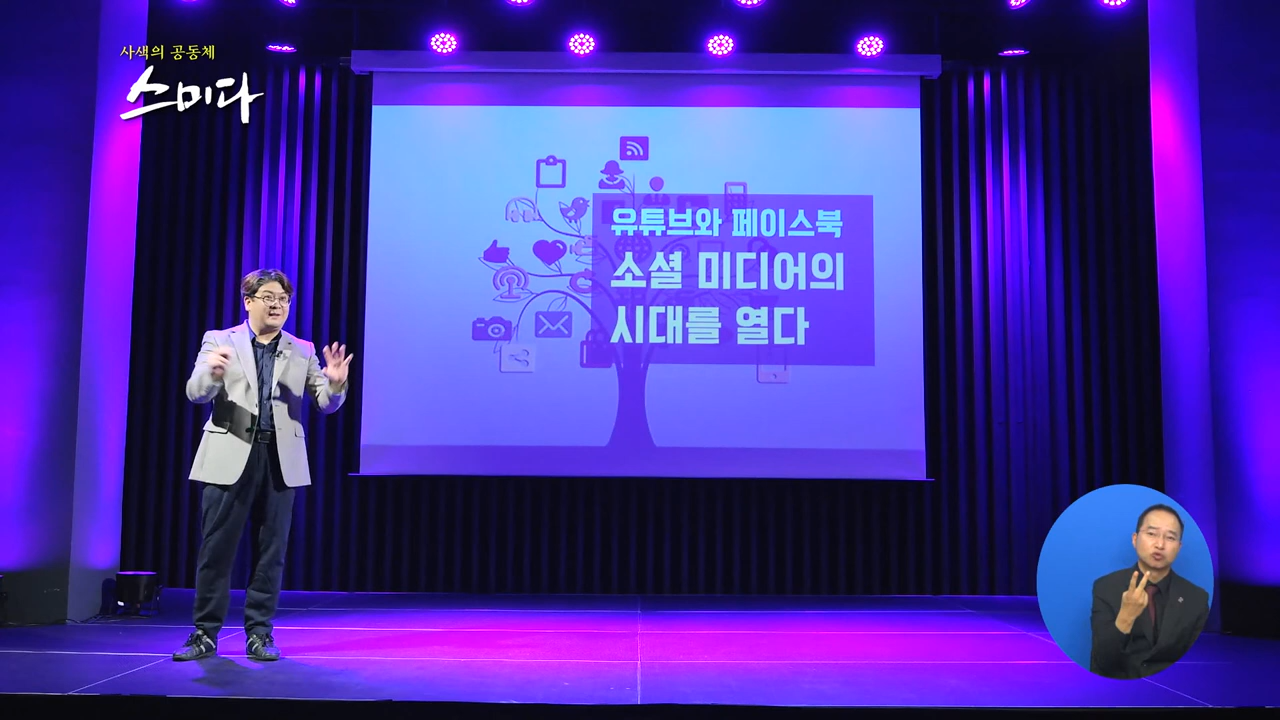 사색의 공동체
스미다
유튜브와 페이스북
소셜 미디어의
시대를 열다